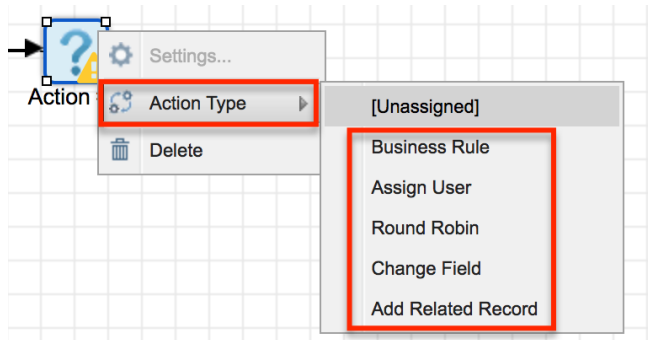 Settings...
Action
Action Type
[Unassigned]
Delete
Business Rule
Assign User
Round Robin
Change Field
Add Related Record